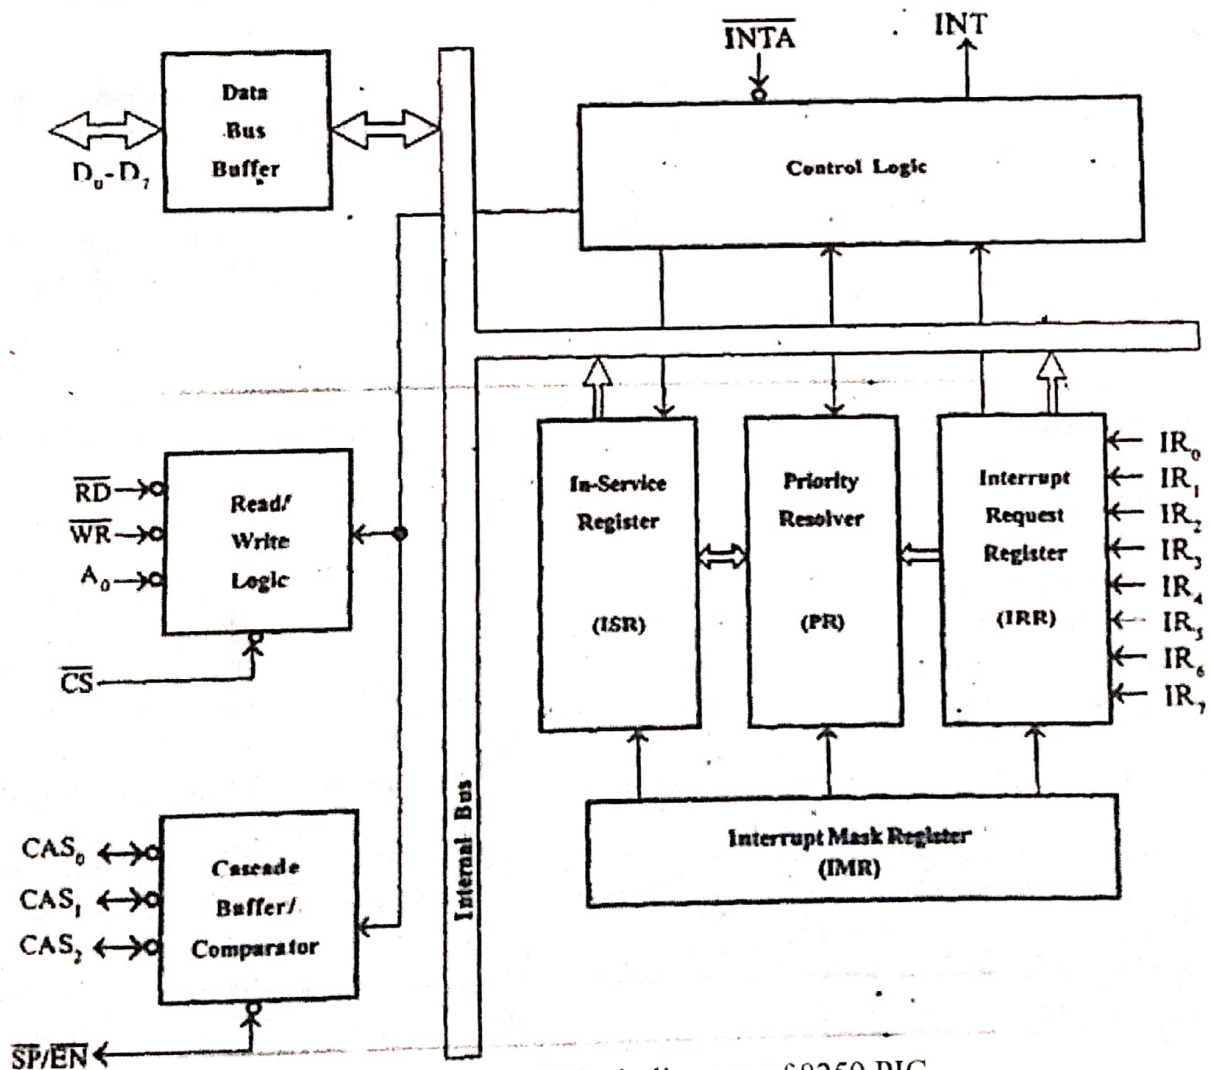 INTA
INT
Data
Bus
Buffer
D₀-D₇
Control Logic
RD
WR
A₀
Read/
Write
Logic
CS
In-Service
Register
(ISR)
Priority
Resolver
(PR)
Interrupt
Request
Register
(IRR)
IR₀
IR₁
IR₂
IR₃
IR₄
IR₅
IR₆
IR₇
Internal Bus
Interrupt Mask Register
(IMR)
CAS₀
CAS₁
CAS₂
Cascade
Buffer/
Comparator
SP/EN
diagram of 8259 PIC